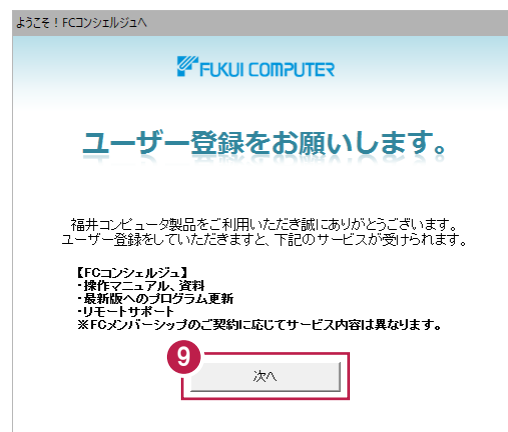 ようこそ！FCコンシェルジュへ
FUKUI COMPUTER
ユーザー登録をお願いします。
福井コンピュータ製品をご利用いただき誠にありがとうございます。
ユーザー登録をしていただきますと、下記のサービスが受けられます。
【FCコンシェルジュ】
・操作マニュアル、資料
・最新版へのプログラム更新
・リモートサポート
※FCメンバーシップのご契約に応じてサービス内容は異なります。
9
次へ